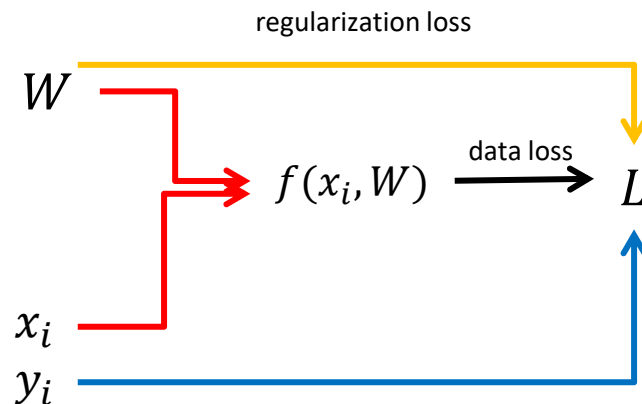 regularization loss
W
data loss
f(x_i, W)
L
x_i
y_i